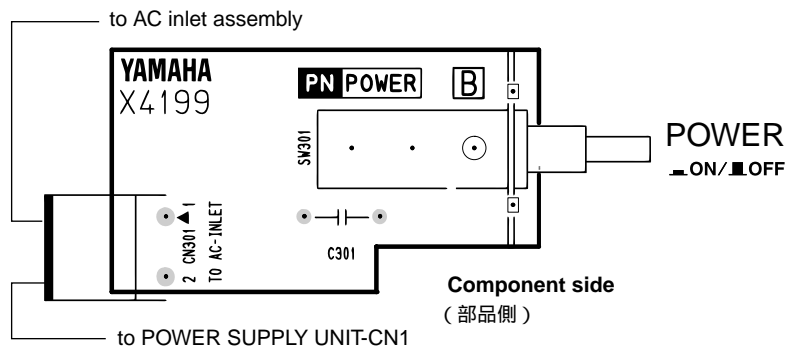 to AC inlet assembly
YAMAHA
X4199
PN POWER
B
SW301
POWER
ON/ OFF
1
2 CN301
TO AC-INLET
C301
Component side
(部品側)
to POWER SUPPLY UNIT-CN1